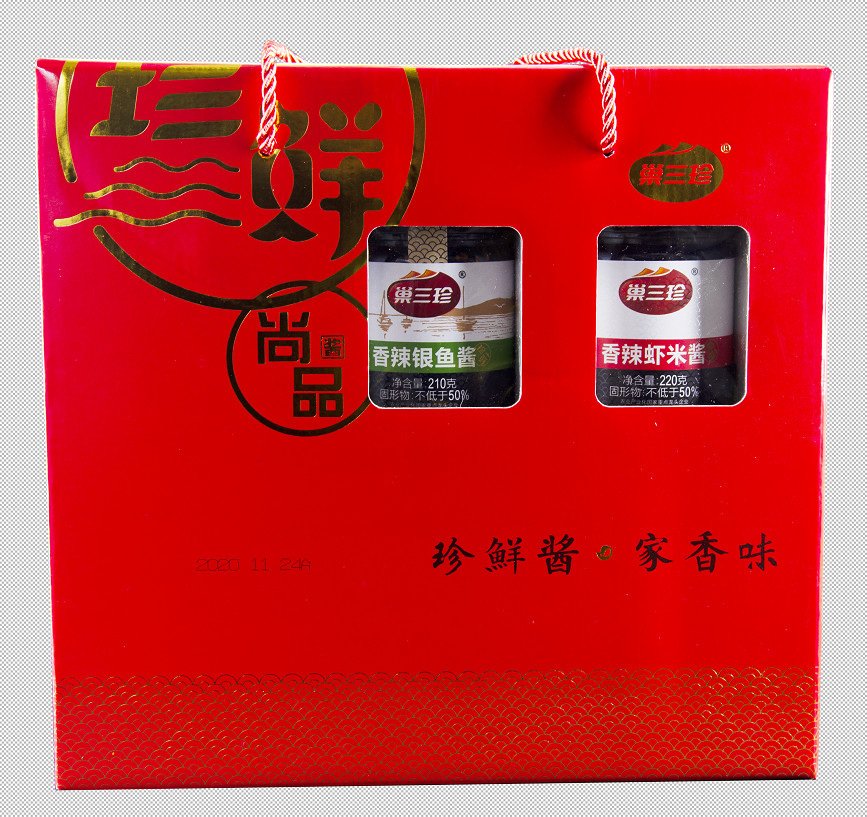 珍鲜
巢三珍®
尚品
酱
巢三珍®
香辣银鱼酱
净含量:210克
固形物:不低于50%
巢三珍®
香辣虾米酱
净含量:220克
固形物:不低于50%
珍鮮酱·家香味
2020 11 24A